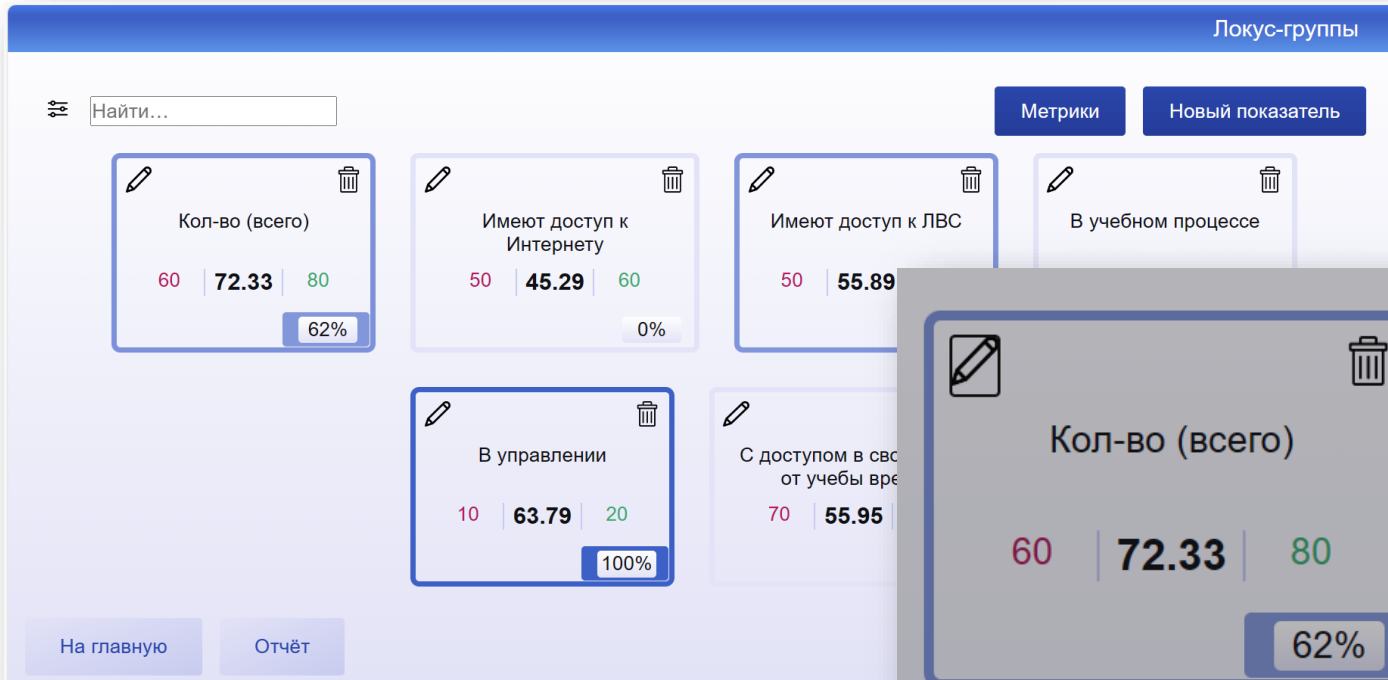 Локус-группы
Найти…
Метрики
Новый показатель
Кол-во (всего)
60 72.33 80
62%
Имеют доступ к
Интернету
50 45.29 60
0%
Имеют доступ к ЛВС
50 55.89
В учебном процессе
В управлении
10 63.79 20
100%
С доступом в сво
от учебы вре
70 55.95
Кол-во (всего)
60 72.33 80
62%
На главную
Отчёт